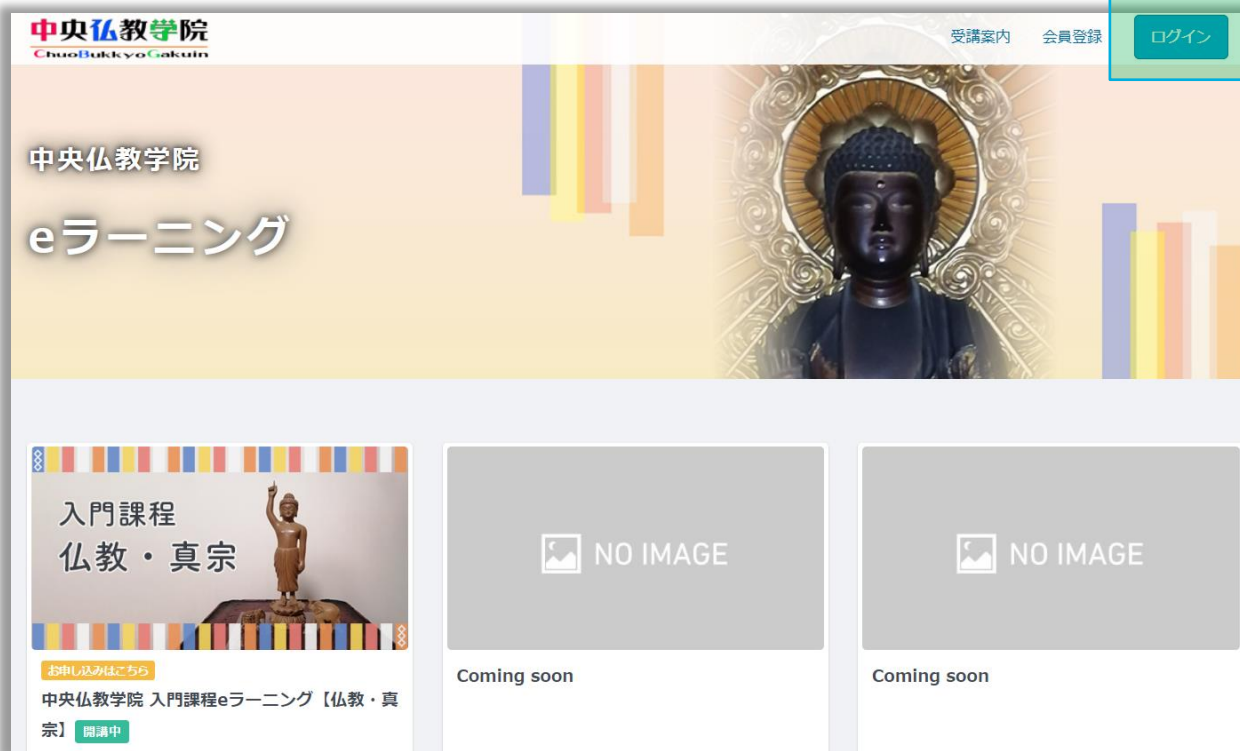 中央仏教学院
ChuoBukkyoGakuin
受講案内
会員登録
ログイン
中央仏教学院
eラーニング
入門課程
仏教・真宗
お申し込みはこちら
中央仏教学院 入門課程eラーニング【仏教・真
宗】 開講中
NO IMAGE
Coming soon
NO IMAGE
Coming soon